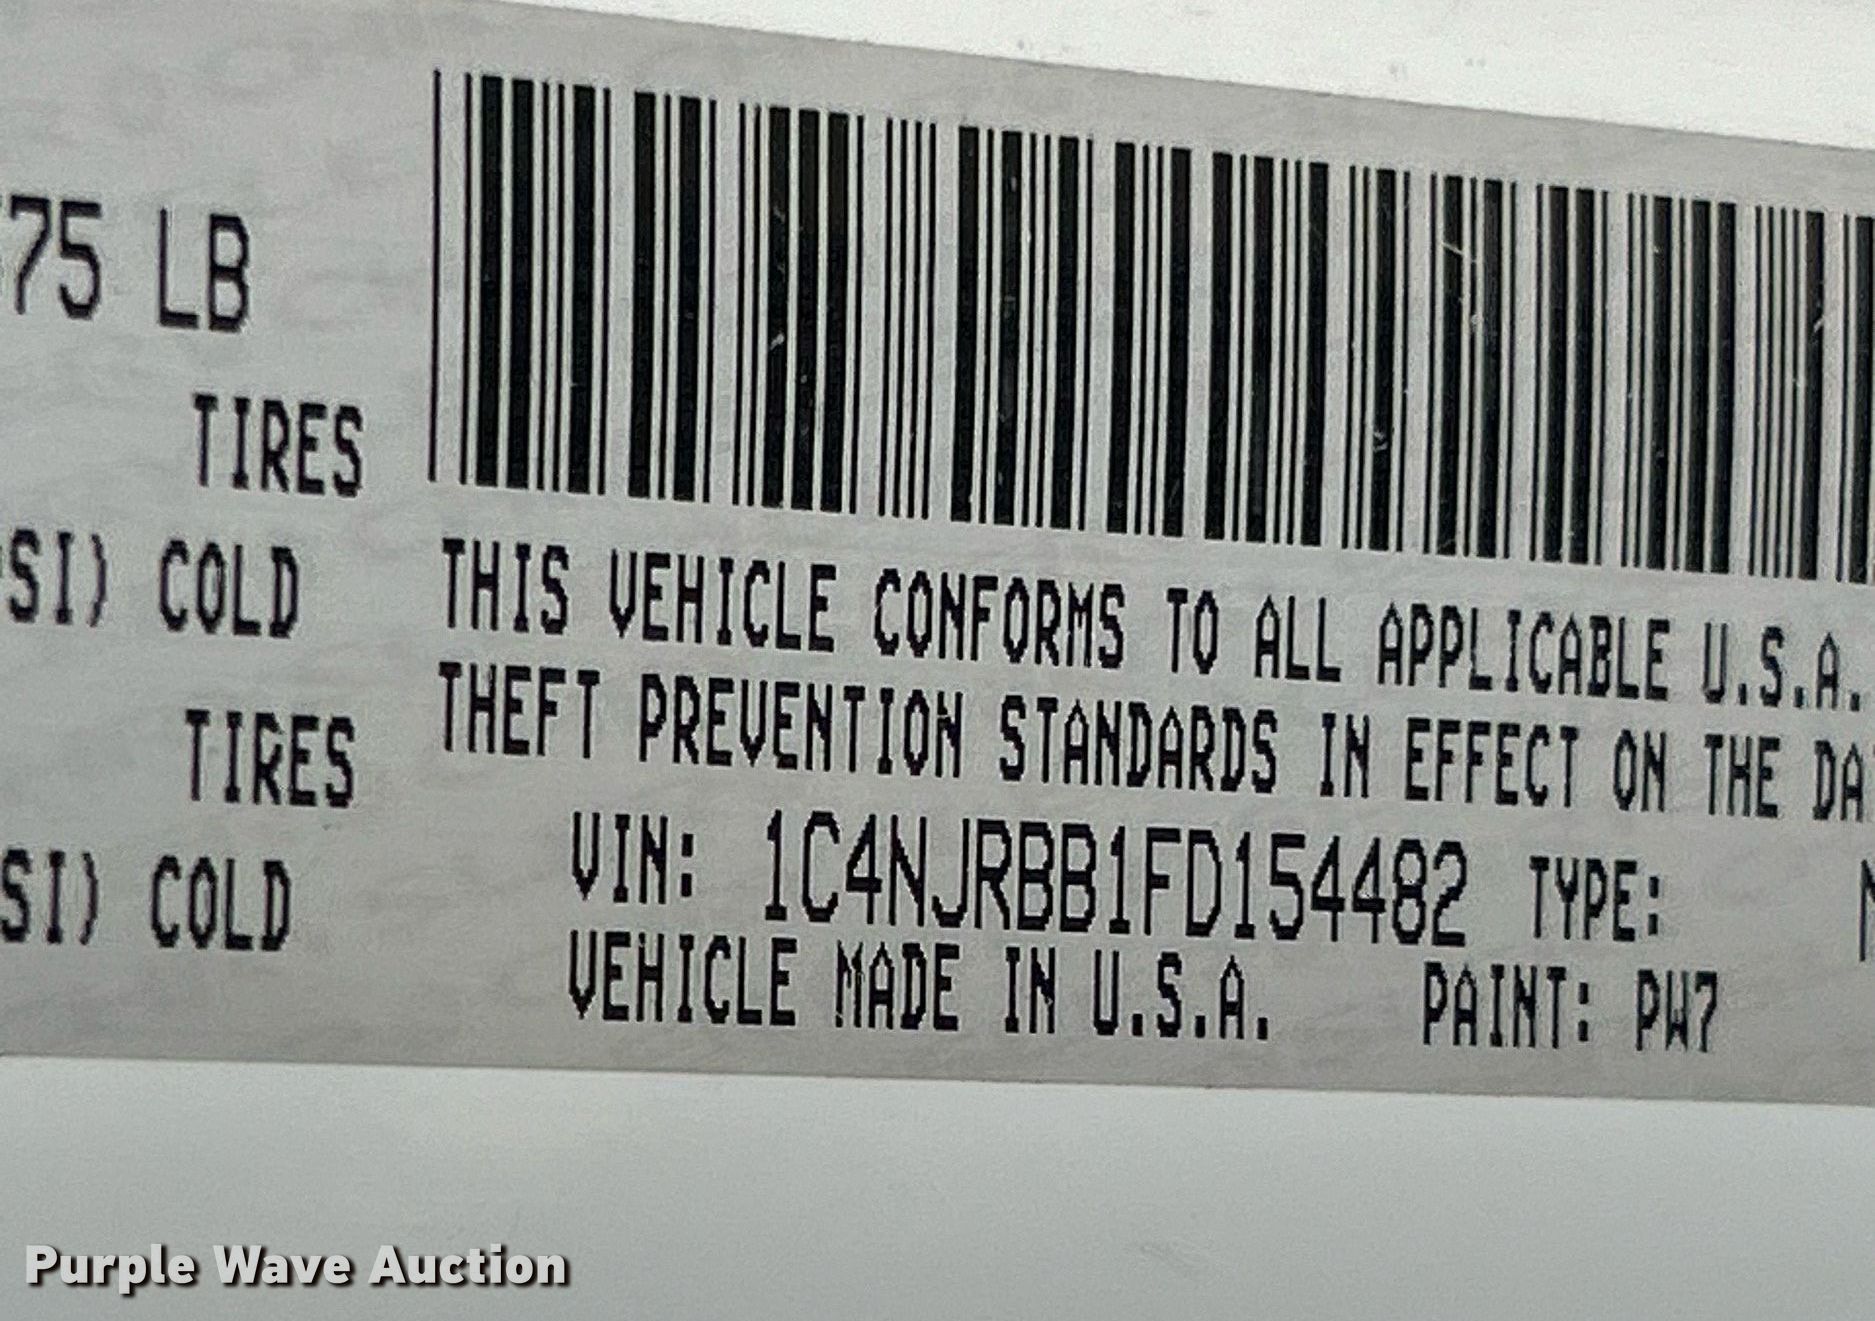 75 LB
TIRES
SI) COLD
TIRES
SI) COLD
THIS VEHICLE CONFORMS TO ALL APPLICABLE U.S.A.
THEFT PREVENTION STANDARDS IN EFFECT ON THE DA
VIN: 1C4NJRBB1FD154482 TYPE:
VEHICLE MADE IN U.S.A. PAINT: PW7
Purple Wave Auction